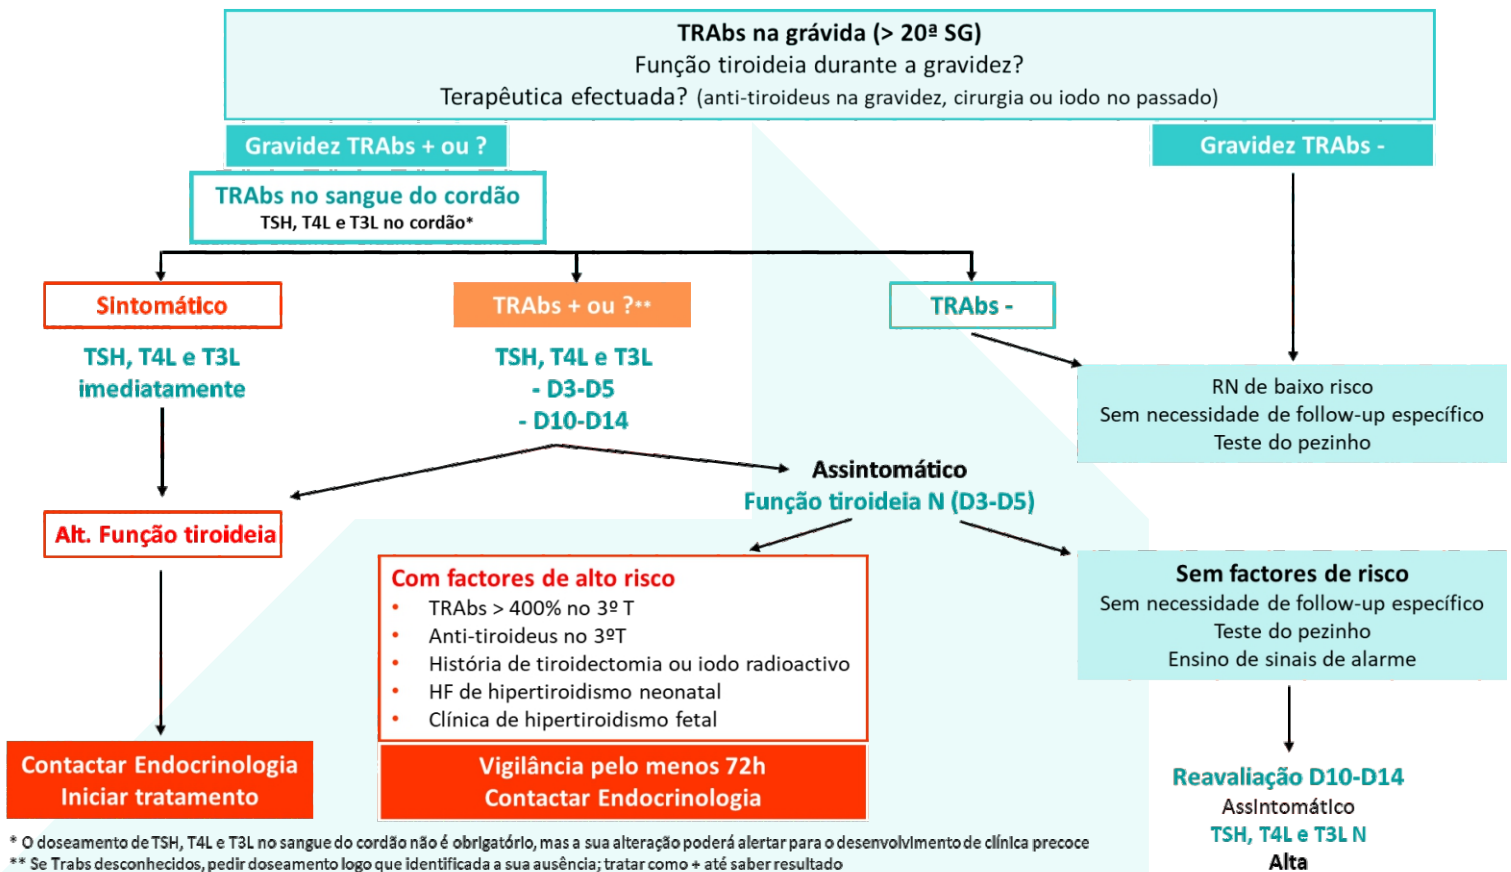 TRAbs na grávida (> 20ª SG)
Função tiroideia durante a gravidez?
Terapêutica efectuada? (anti-tiroideus na gravidez, cirurgia ou iodo no passado)
Gravidez TRAbs + ou ?
Gravidez TRAbs -
TRAbs no sangue do cordão
TSH, T4L e T3L no cordão*
Sintomático
TRAbs + ou ?**
TRAbs -
TSH, T4L e T3L
imediatamente
TSH, T4L e T3L
- D3-D5
- D10-D14
RN de baixo risco
Sem necessidade de follow-up específico
Teste do pezinho
Assintomático
Função tiroideia N (D3-D5)
Alt. Função tiroideia
Com factores de alto risco
• TRAbs > 400% no 3º T
• Anti-tiroideus no 3ºT
• História de tiroidectomia ou iodo radioactivo
• HF de hipertiroidismo neonatal
• Clínica de hipertiroidismo fetal
Sem factores de risco
Sem necessidade de follow-up específico
Teste do pezinho
Ensino de sinais de alarme
Contactar Endocrinologia
Iniciar tratamento
Vigilância pelo menos 72h
Contactar Endocrinologia
Reavaliação D10-D14
Assintomático
TSH, T4L e T3L N
Alta
* O doseamento de TSH, T4L e T3L no sangue do cordão não é obrigatório, mas a sua alteração poderá alertar para o desenvolvimento de clínica precoce
** Se Trabs desconhecidos, pedir doseamento logo que identificada a sua ausência; tratar como + até saber resultado